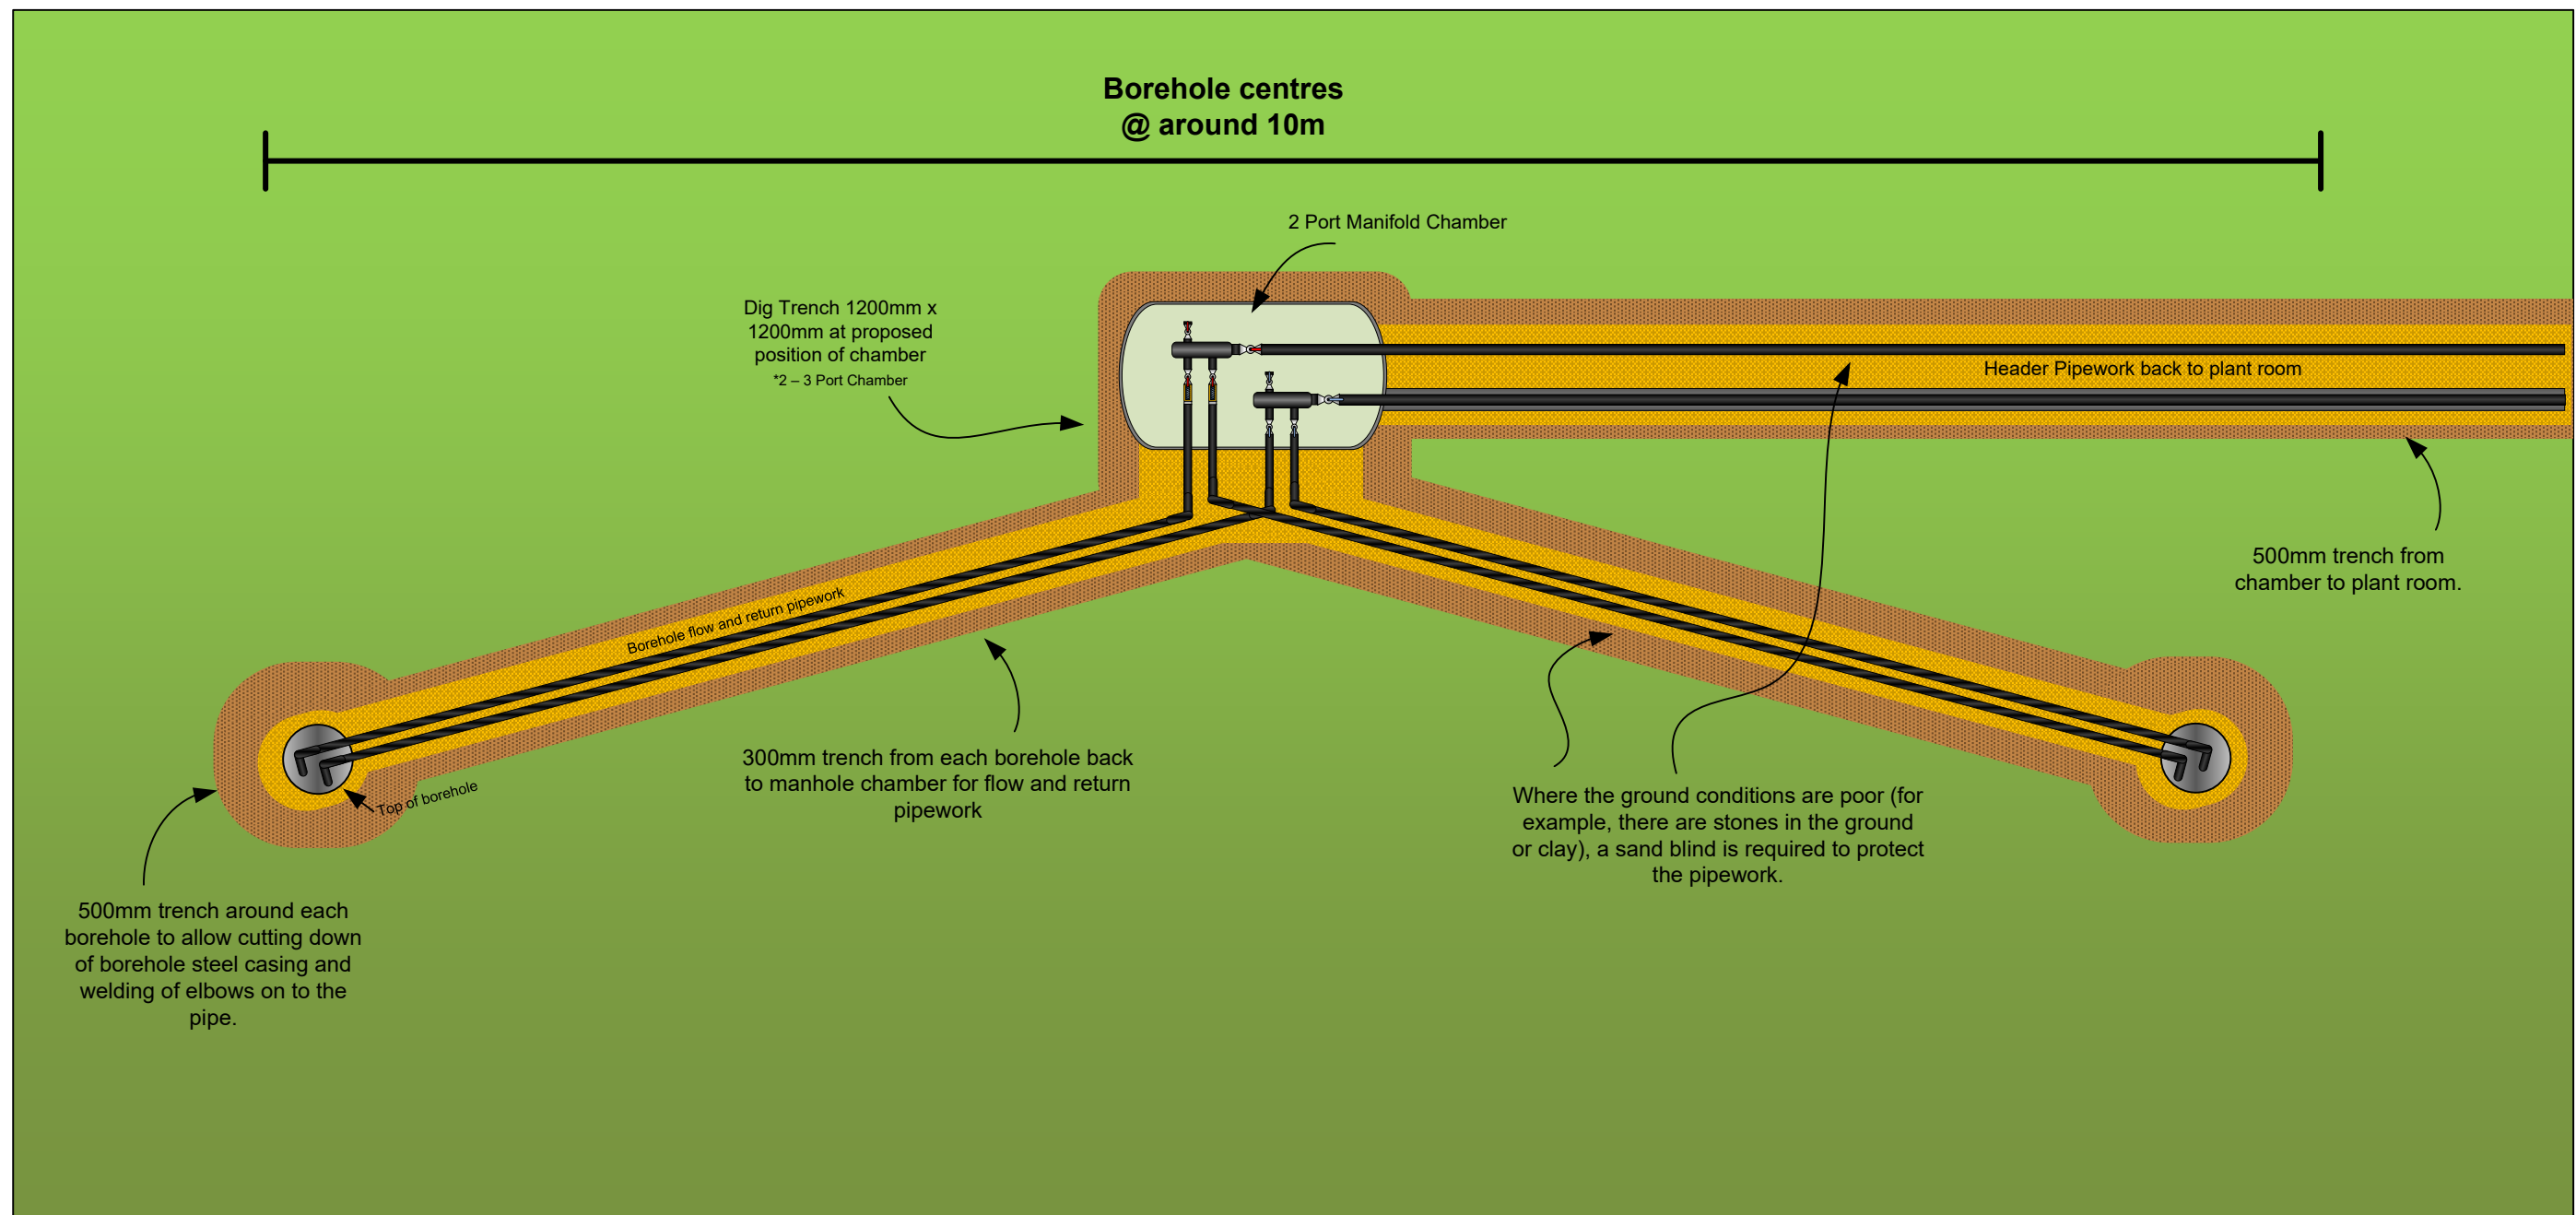 Borehole centres
@ around 10m
2 Port Manifold Chamber
Dig Trench 1200mm x
1200mm at proposed
position of chamber
*2 – 3 Port Chamber
Header Pipework back to plant room
500mm trench from
chamber to plant room.
Borehole flow and return pipework
Top of borehole
300mm trench from each borehole back
to manhole chamber for flow and return
pipework
Where the ground conditions are poor (for
example, there are stones in the ground
or clay), a sand blind is required to protect
the pipework.
500mm trench around each
borehole to allow cutting down
of borehole steel casing and
welding of elbows on to the
pipe.